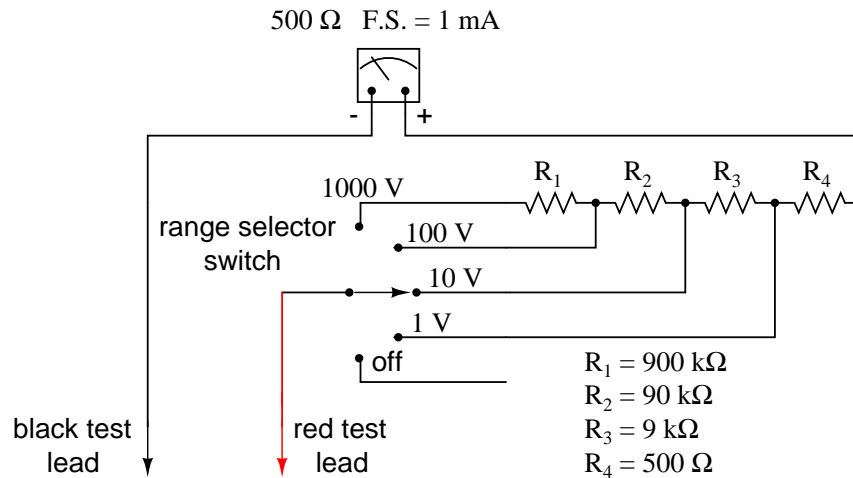 500 Ω F.S. = 1 mA
- +
R₁ R₂ R₃ R₄
1000 V
range selector
switch
100 V
10 V
1 V
off
R₁ = 900 kΩ
R₂ = 90 kΩ
R₃ = 9 kΩ
R₄ = 500 Ω
black test
lead
red test
lead